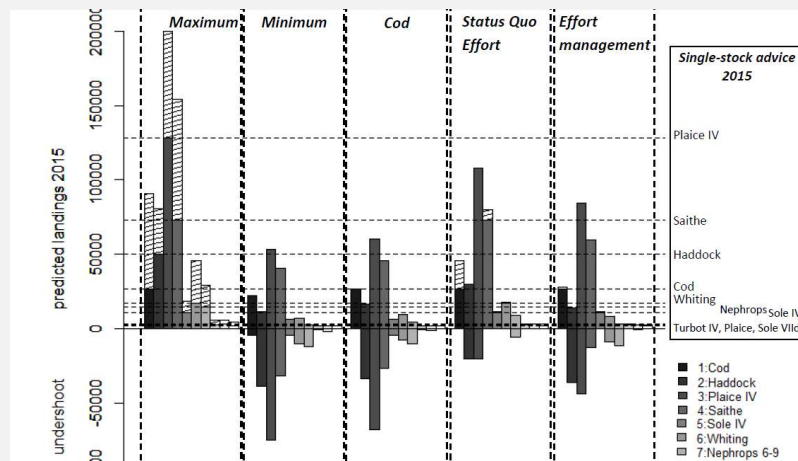 Maximum
Minimum
Cod
Status Quo
Effort
Effort
management
Single-stock advice
2015
predicted landings 2015
undershoot
200000
150000
100000
50000
0
-50000
Plaice IV
Saithe
Haddock
Cod
Whiting
Nephrops Sole IV
Turbot IV, Plaice, Sole VIId
1:Cod
2:Haddock
3:Plaice IV
4:Saithe
5:Sole IV
6:Whiting
7:Nephrops 6-9